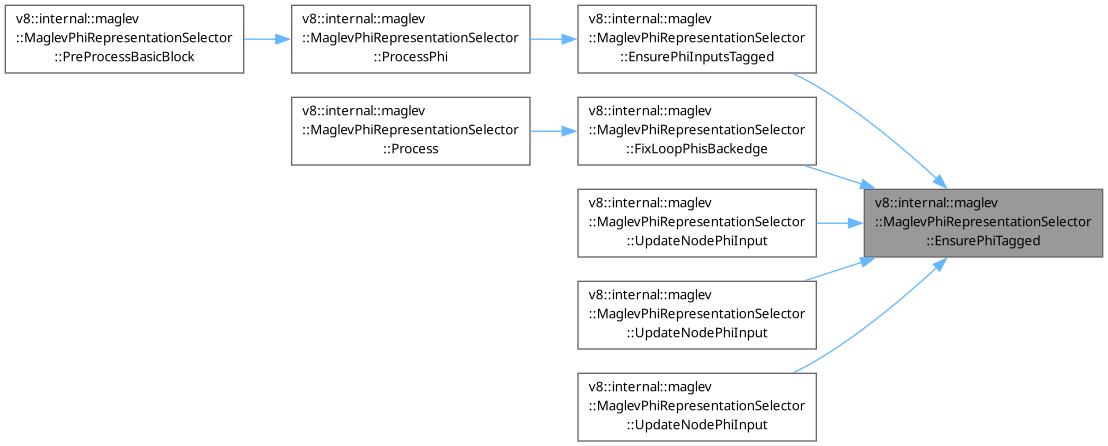 v8::internal::maglev
::MaglevPhiRepresentationSelector
::PreProcessBasicBlock
v8::internal::maglev
::MaglevPhiRepresentationSelector
::ProcessPhi
v8::internal::maglev
::MaglevPhiRepresentationSelector
::EnsurePhiInputsTagged
v8::internal::maglev
::MaglevPhiRepresentationSelector
::Process
v8::internal::maglev
::MaglevPhiRepresentationSelector
::FixLoopPhisBackedge
v8::internal::maglev
::MaglevPhiRepresentationSelector
::UpdateNodePhiInput
v8::internal::maglev
::MaglevPhiRepresentationSelector
::EnsurePhiTagged
v8::internal::maglev
::MaglevPhiRepresentationSelector
::UpdateNodePhiInput
v8::internal::maglev
::MaglevPhiRepresentationSelector
::UpdateNodePhiInput